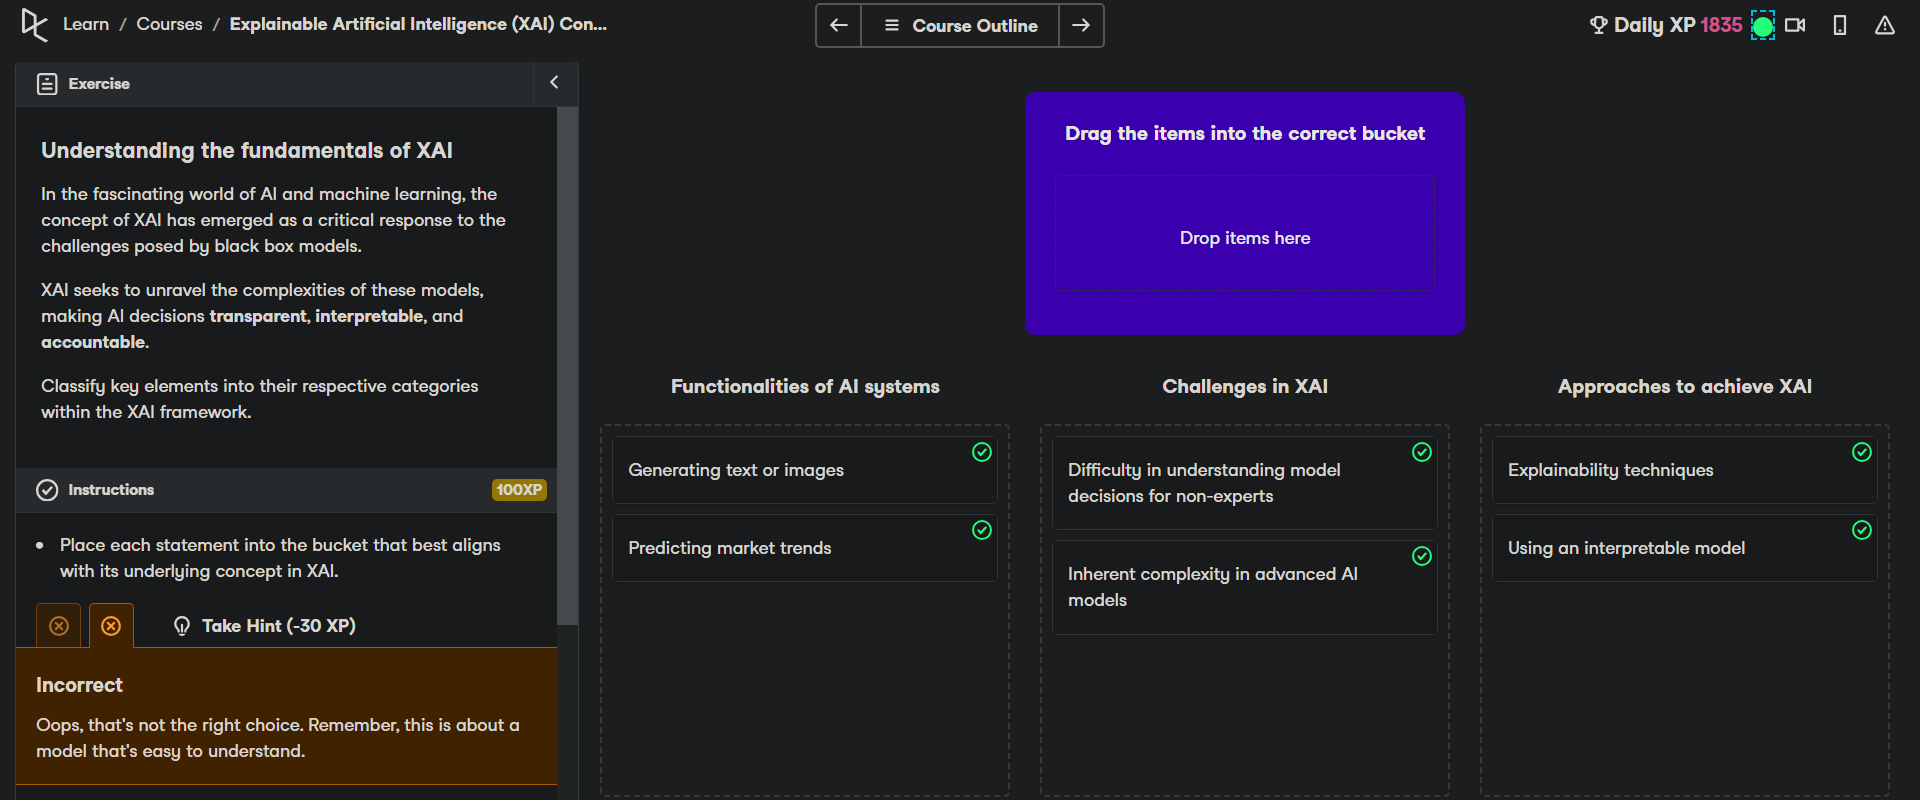 Learn / Courses / Explainable Artificial Intelligence (XAI) Con...
Course Outline
Daily XP 1835
Exercise
Understanding the fundamentals of XAI
In the fascinating world of AI and machine learning, the
concept of XAI has emerged as a critical response to the
challenges posed by black box models.
XAI seeks to unravel the complexities of these models,
making AI decisions transparent, interpretable, and
accountable.
Classify key elements into their respective categories
within the XAI framework.
Instructions
100XP
• Place each statement into the bucket that best aligns
with its underlying concept in XAI.
Take Hint (-30 XP)
Incorrect
Oops, that's not the right choice. Remember, this is about a
model that's easy to understand.
Drag the items into the correct bucket
Drop items here
Functionalities of AI systems
Generating text or images
Predicting market trends
Challenges in XAI
Difficulty in understanding model
decisions for non-experts
Inherent complexity in advanced AI
models
Approaches to achieve XAI
Explainability techniques
Using an interpretable model